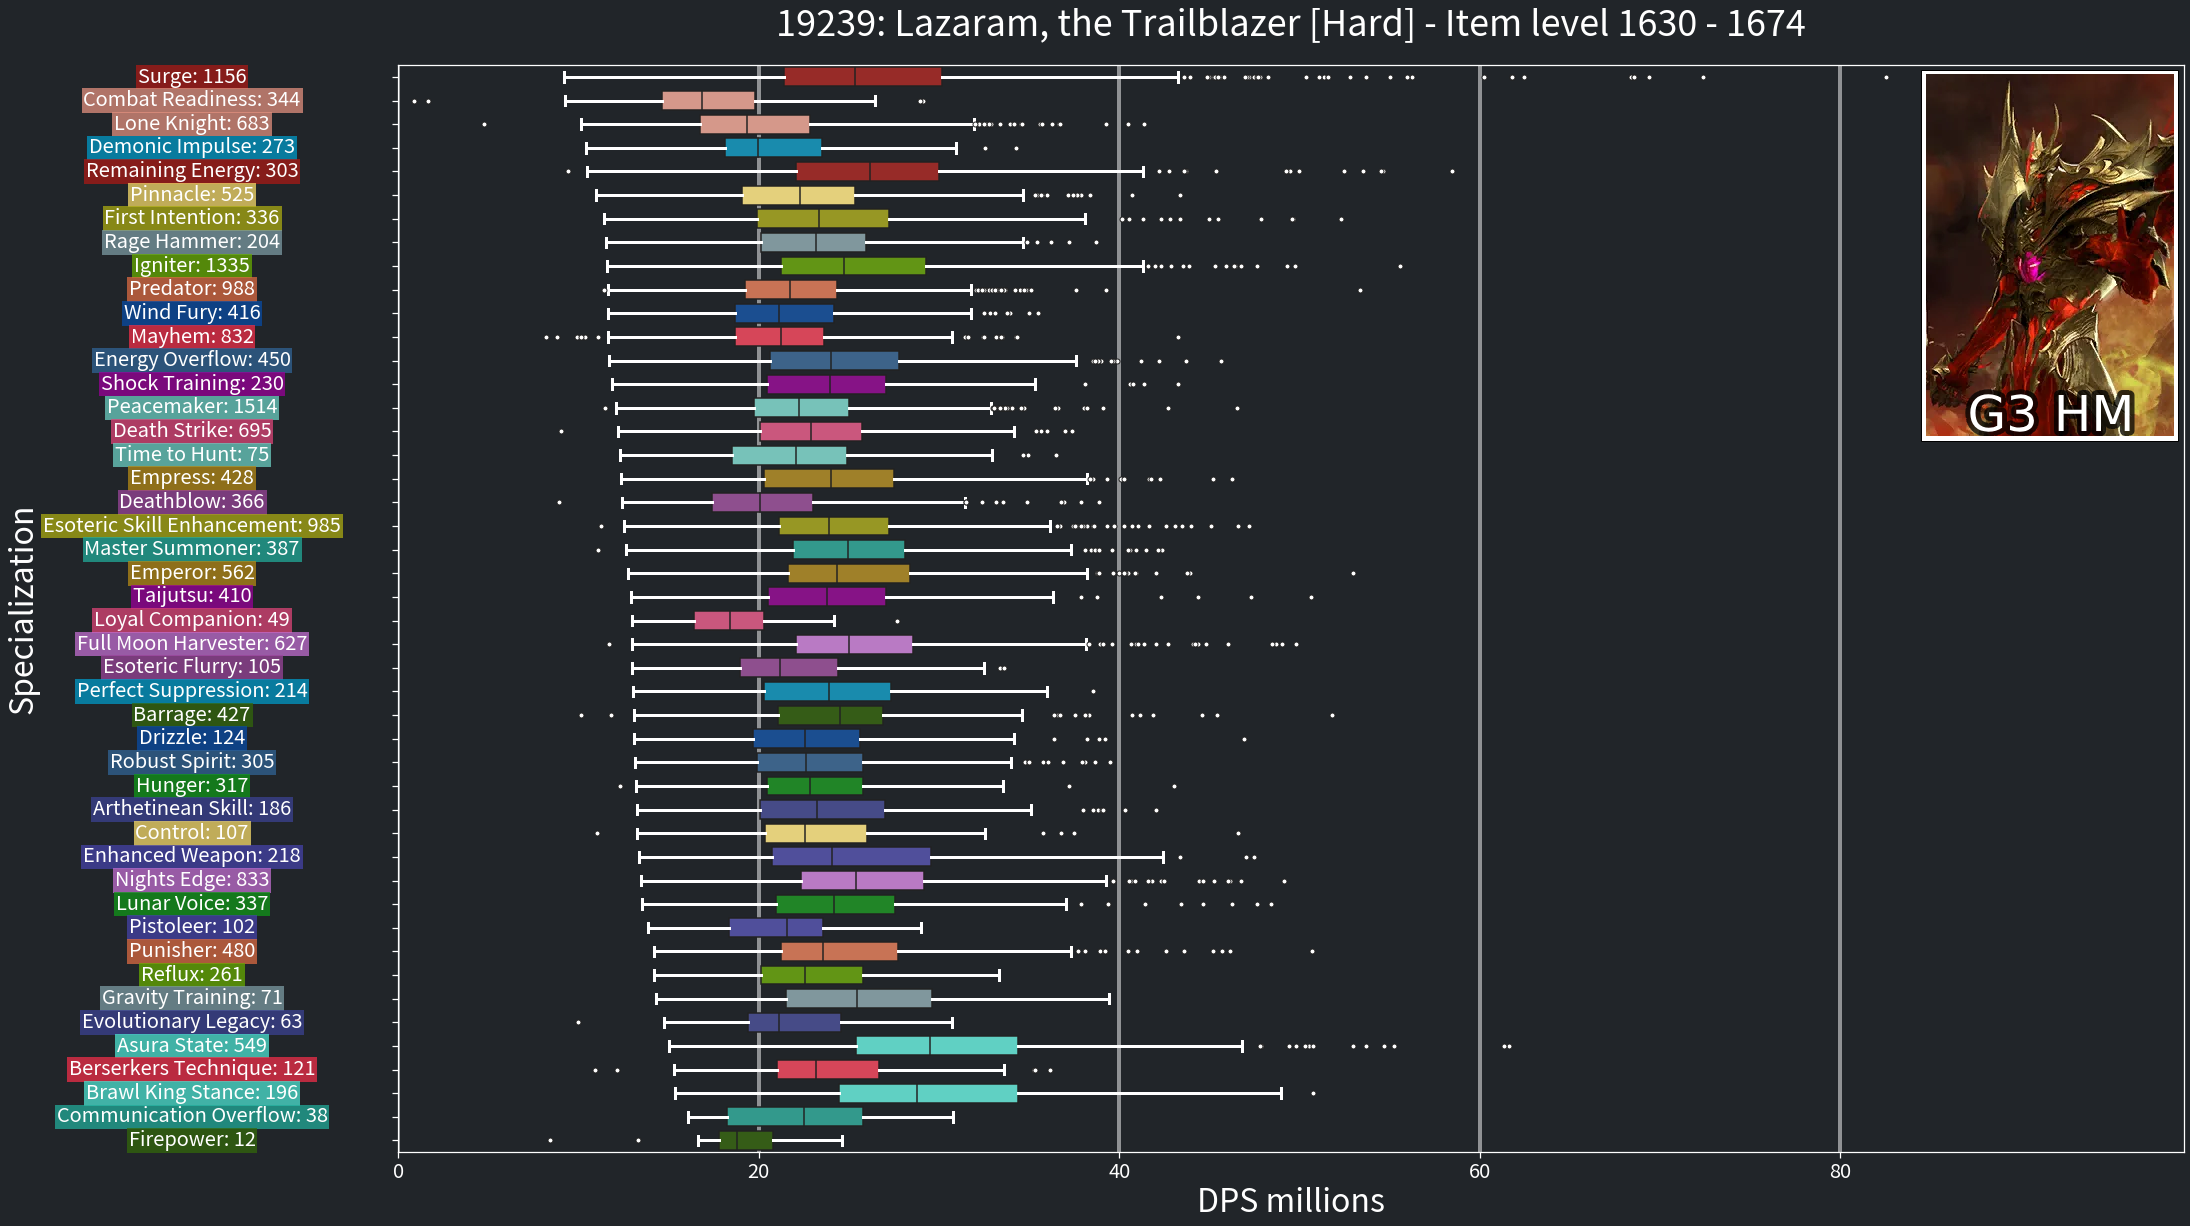 19239: Lazaram, the Trailblazer [Hard] - Item level 1630 - 1674
Surge: 1156
Combat Readiness: 344
Lone Knight: 683
Demonic Impulse: 273
Remaining Energy: 303
Pinnacle: 525
First Intention: 336
Rage Hammer: 204
Igniter: 1335
Predator: 988
Wind Fury: 416
Mayhem: 832
Energy Overflow: 450
Shock Training: 230
Peacemaker: 1514
Death Strike: 695
Time to Hunt: 75
Empress: 428
Deathblow: 366
Esoteric Skill Enhancement: 985
Master Summoner: 387
Emperor: 562
Taijutsu: 410
Loyal Companion: 49
Full Moon Harvester: 627
Esoteric Flurry: 105
Perfect Suppression: 214
Barrage: 427
Drizzle: 124
Robust Spirit: 305
Hunger: 317
Arthetinean Skill: 186
Control: 107
Enhanced Weapon: 218
Nights Edge: 833
Lunar Voice: 337
Pistoleer: 102
Punisher: 480
Reflux: 261
Gravity Training: 71
Evolutionary Legacy: 63
Asura State: 549
Berserkers Technique: 121
Brawl King Stance: 196
Communication Overflow: 38
Firepower: 12
Specialization
G3 HM
0 20 40 60 80
DPS millions